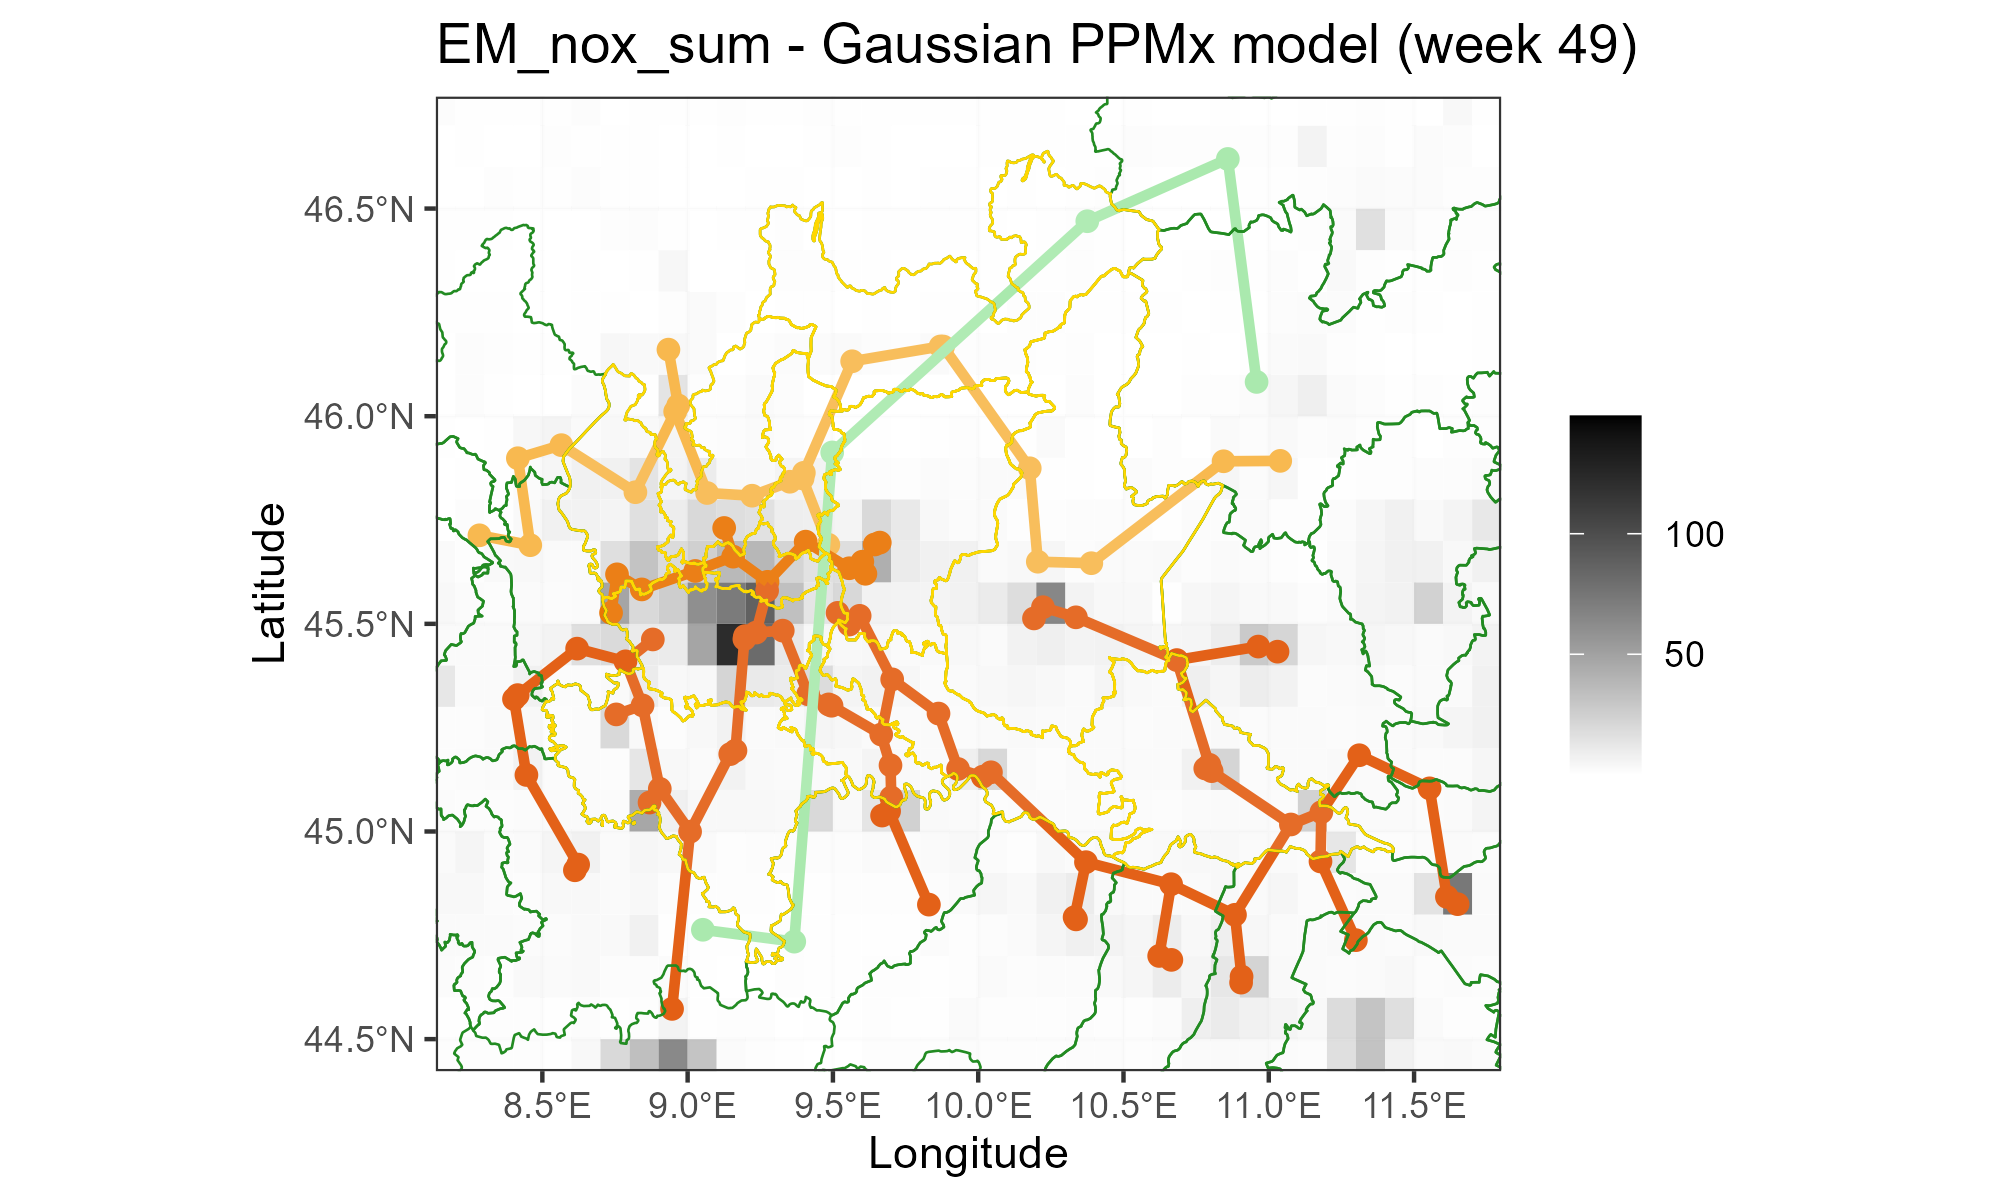 EM_nox_sum - Gaussian PPMx model (week 49)
46.5°N
46.0°N
45.5°N
45.0°N
44.5°N
Latitude
8.5°E 9.0°E 9.5°E 10.0°E 10.5°E 11.0°E 11.5°E
Longitude
100
50